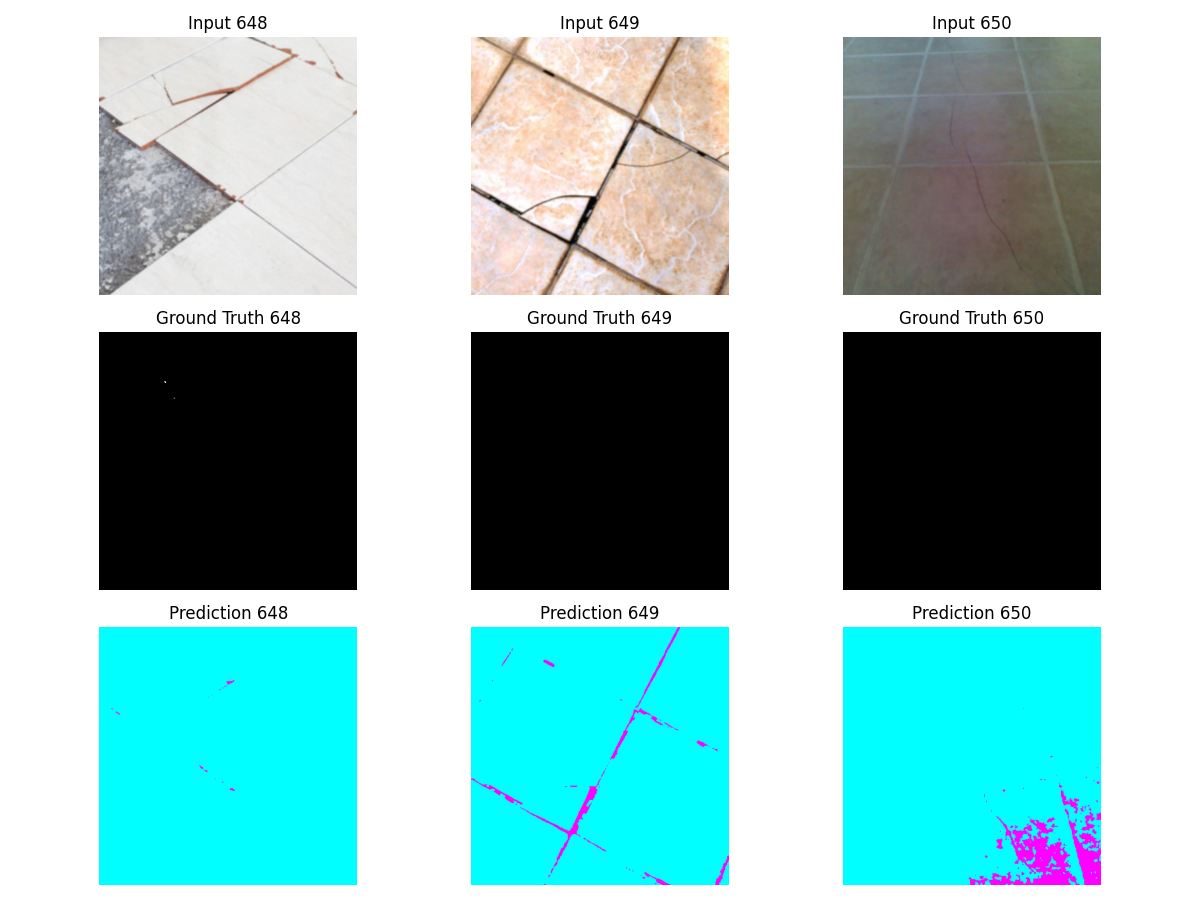 Input 648
Input 649
Input 650
Ground Truth 648
Ground Truth 649
Ground Truth 650
Prediction 648
Prediction 649
Prediction 650